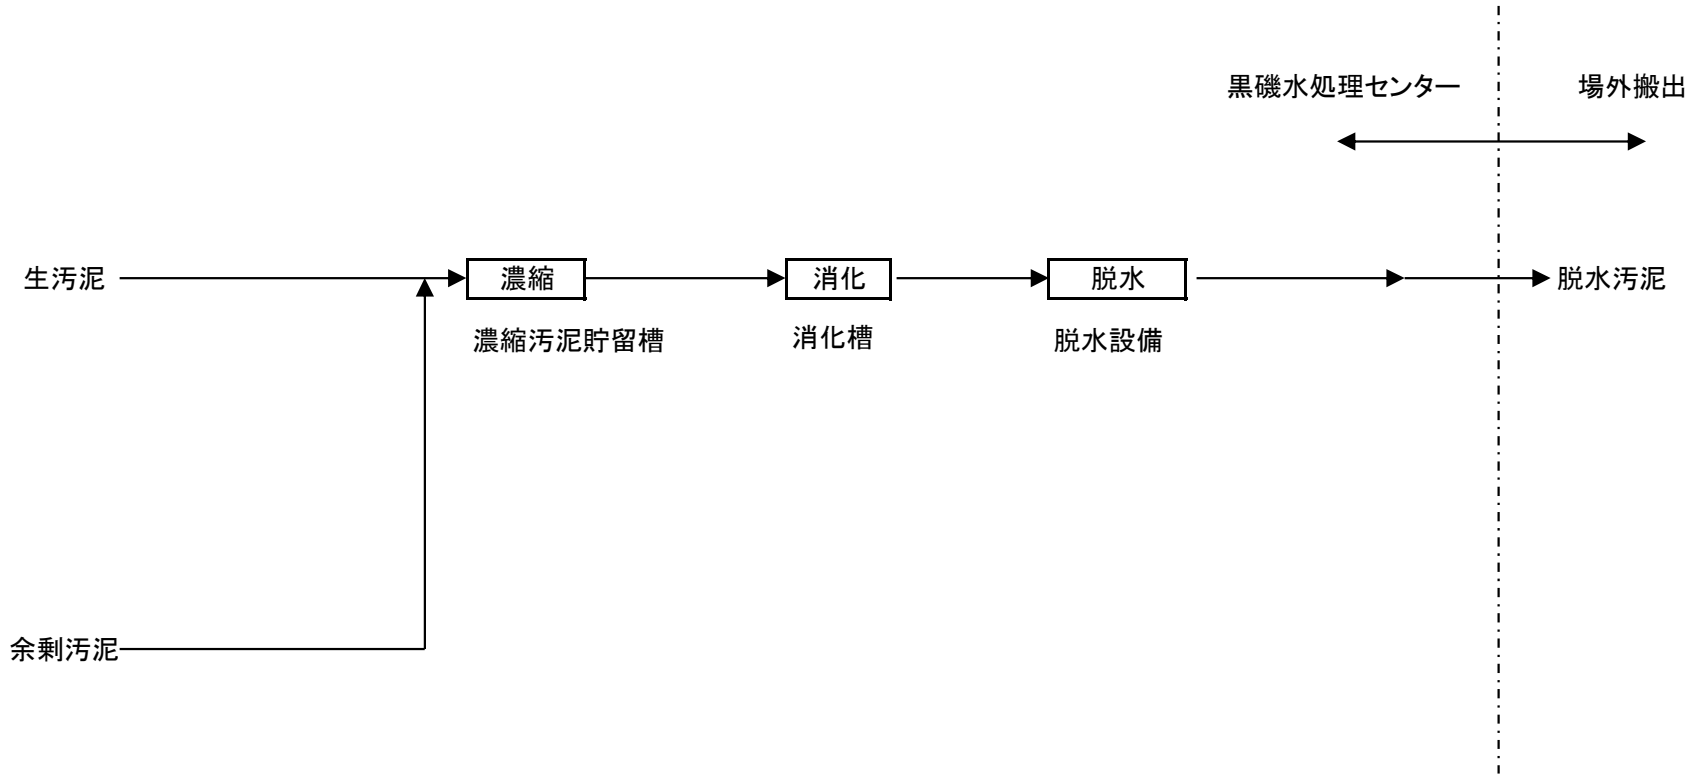 黒磯水処理センター
場外搬出
生汚泥
濃縮
消化
脱水
脱水汚泥
濃縮汚泥貯留槽
消化槽
脱水設備
余剰汚泥